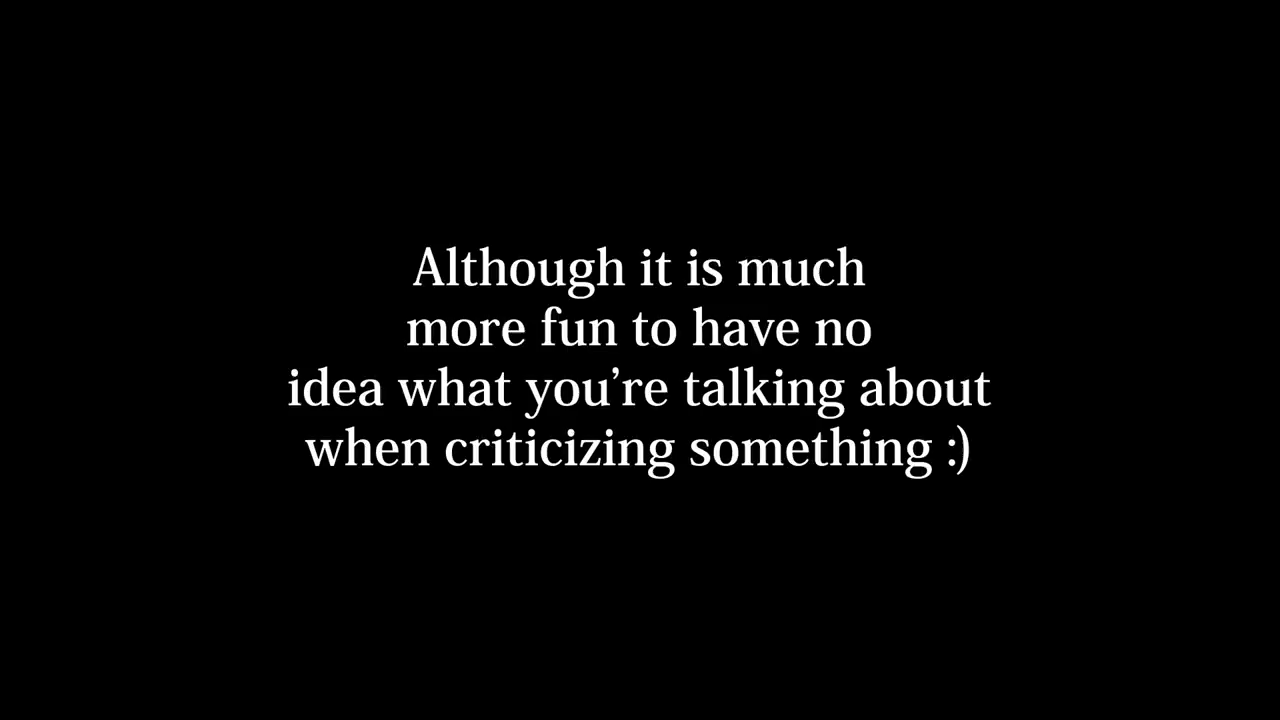 Although it is much
more fun to have no
idea what you’re talking about
when criticizing something :)